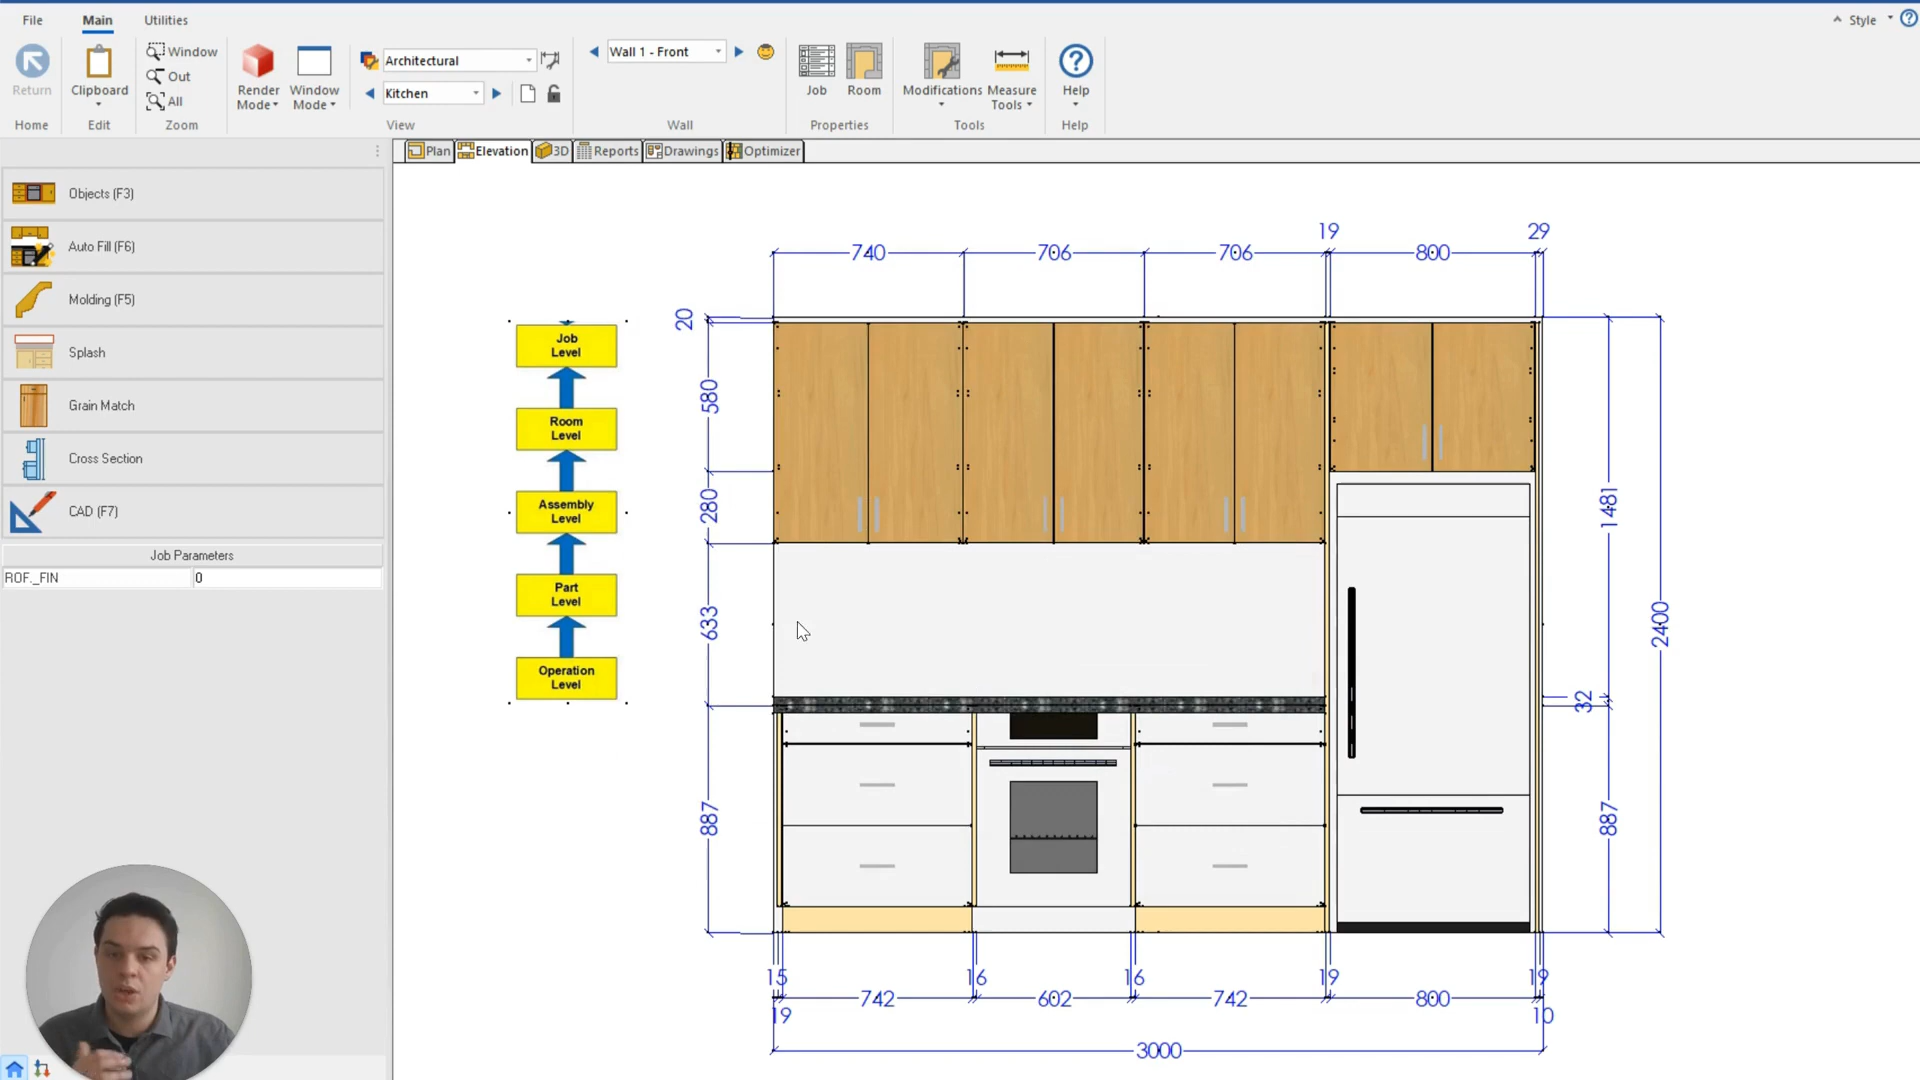 File Main Utilities Style
Return
Home
Clipboard
Edit
Window
Out
All
Zoom
Render Mode
Window Mode
Architectural
Kitchen
View
Wall 1 - Front
Wall
Job
Room
Properties
Modifications
Measure Tools
Tools
Help
Help
Plan Elevation 3D Reports Drawings Optimizer
Objects (F3)
Auto Fill (F6)
Molding (F5)
Splash
Grain Match
Cross Section
CAD (F7)
Job Parameters
ROF._FIN 0
Job
Level
Room
Level
Assembly
Level
Part
Level
Operation
Level
19 29
740 706 706 800
20
580
280
633
887
1481
32
887
2400
15 16 16 19 19
742 602 742 800
19 10
3000